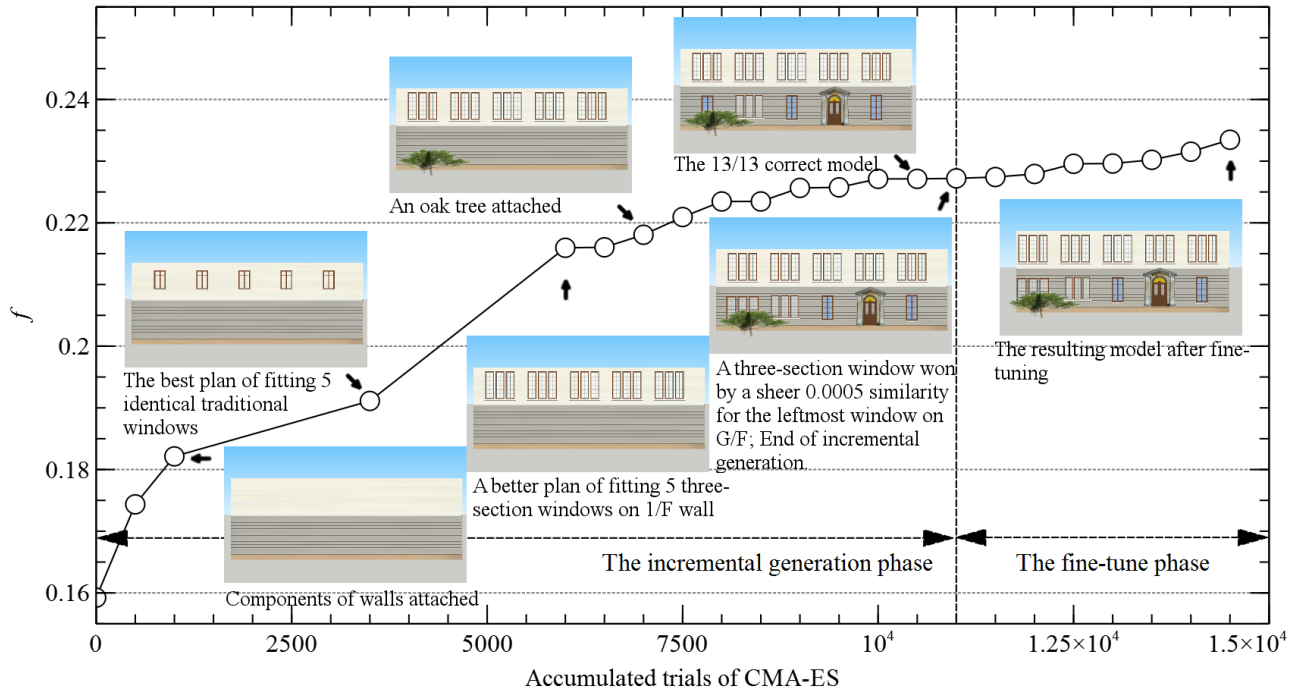 0.24
0.22
0.2
0.18
0.16
f
An oak tree attached
The 13/13 correct model
The best plan of fitting 5
identical traditional
windows
A three-section window won
by a sheer 0.0005 similarity
for the leftmost window on
G/F; End of incremental
generation.
The resulting model after fine-
tuning
A better plan of fitting 5 three-
section windows on 1/F wall
Components of walls attached
The incremental generation phase
The fine-tune phase
0 2500 5000 7500 10⁴ 1.25×10⁴ 1.5×10⁴
Accumulated trials of CMA-ES